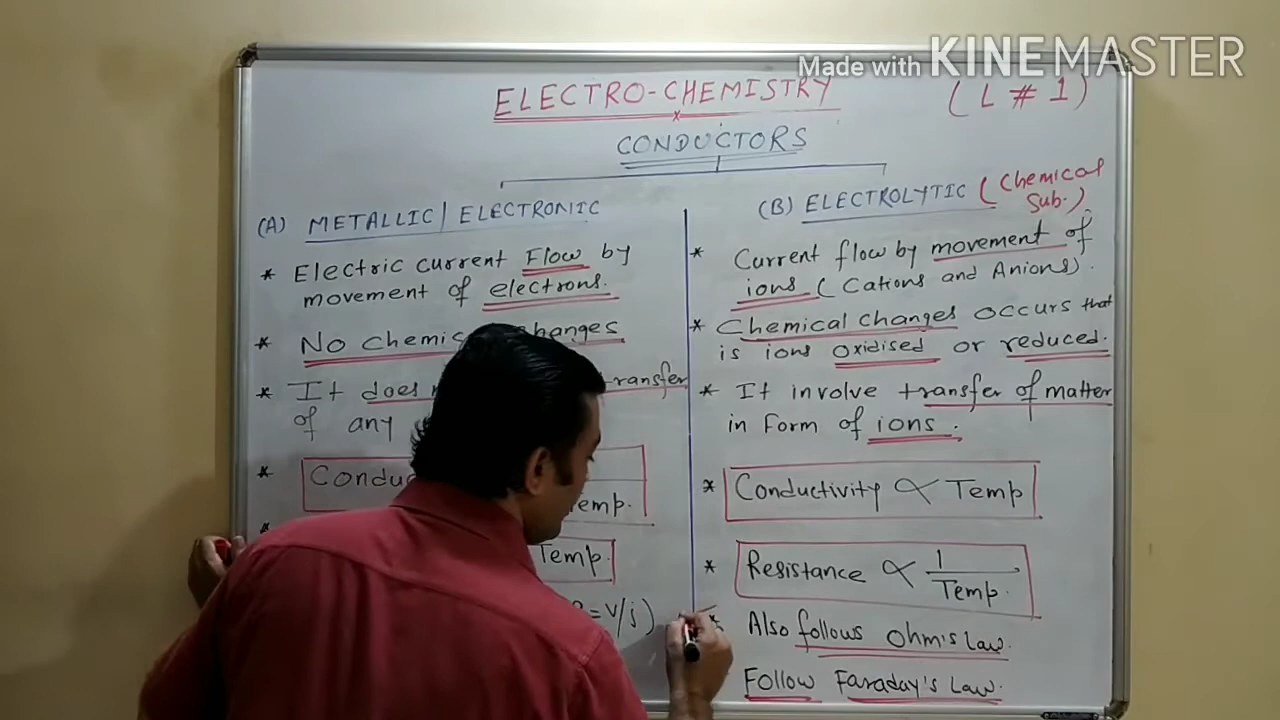 Made with KINEMASTER
ELECTRO-CHEMISTRY
( L # 1 )
CONDUCTORS
(A) METALLIC/ELECTRONIC
* Electric current Flow by
movement of electrons.
* No chemic changes
* It does transfer
of any
* Conduc
Temp.
*
Temp.
= V/j)
(B) ELECTROLYTIC (Chemical
Sub.)
* Current flow by movement of
ions (Cations and Anions).
* Chemical changes occurs that
is ions oxidised or reduced.
* It involve transfer of matter
in Form of ions.
* Conductivity ∝ Temp
* Resistance ∝ 1
Temp.
* Also follows Ohm's Law.
Follow Faraday's Law.